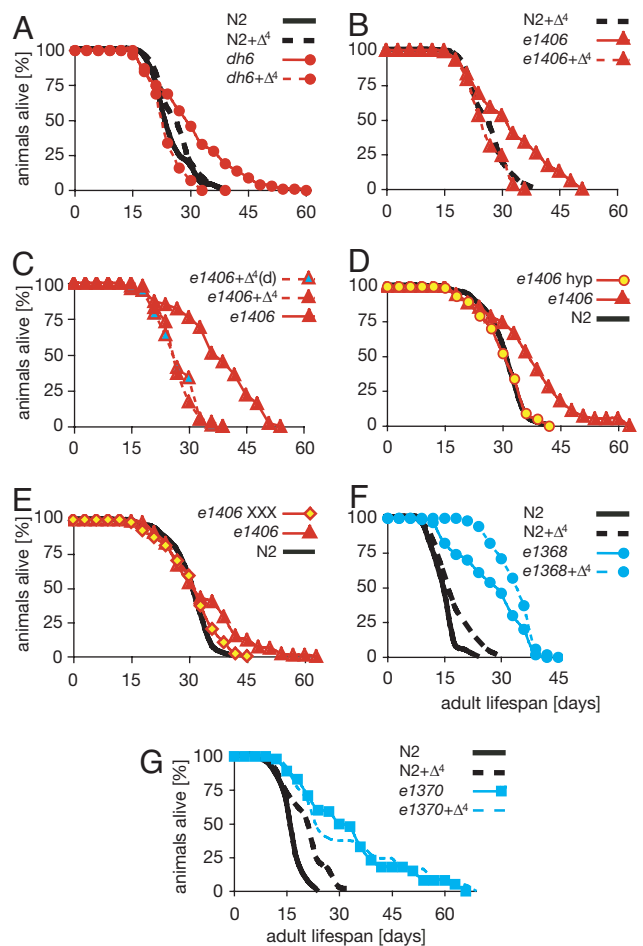 A
N2
N2+Δ⁴
dh6
dh6+Δ⁴
animals alive [%]
100
75
50
25
0
0 15 30 45 60
B
N2+Δ⁴
e1406
e1406+Δ⁴
100
75
50
25
0
0 15 30 45 60
C
e1406+Δ⁴(d)
e1406+Δ⁴
e1406
animals alive [%]
100
75
50
25
0
0 15 30 45 60
D
e1406 hyp
e1406
N2
100
75
50
25
0
0 15 30 45 60
E
e1406 XXX
e1406
N2
animals alive [%]
100
75
50
25
0
0 15 30 45 60
F
N2
N2+Δ⁴
e1368
e1368+Δ⁴
100
75
50
25
0
0 15 30 45
adult lifespan [days]
G
N2
N2+Δ⁴
e1370
e1370+Δ⁴
animals alive [%]
100
75
50
25
0
0 15 30 45 60
adult lifespan [days]